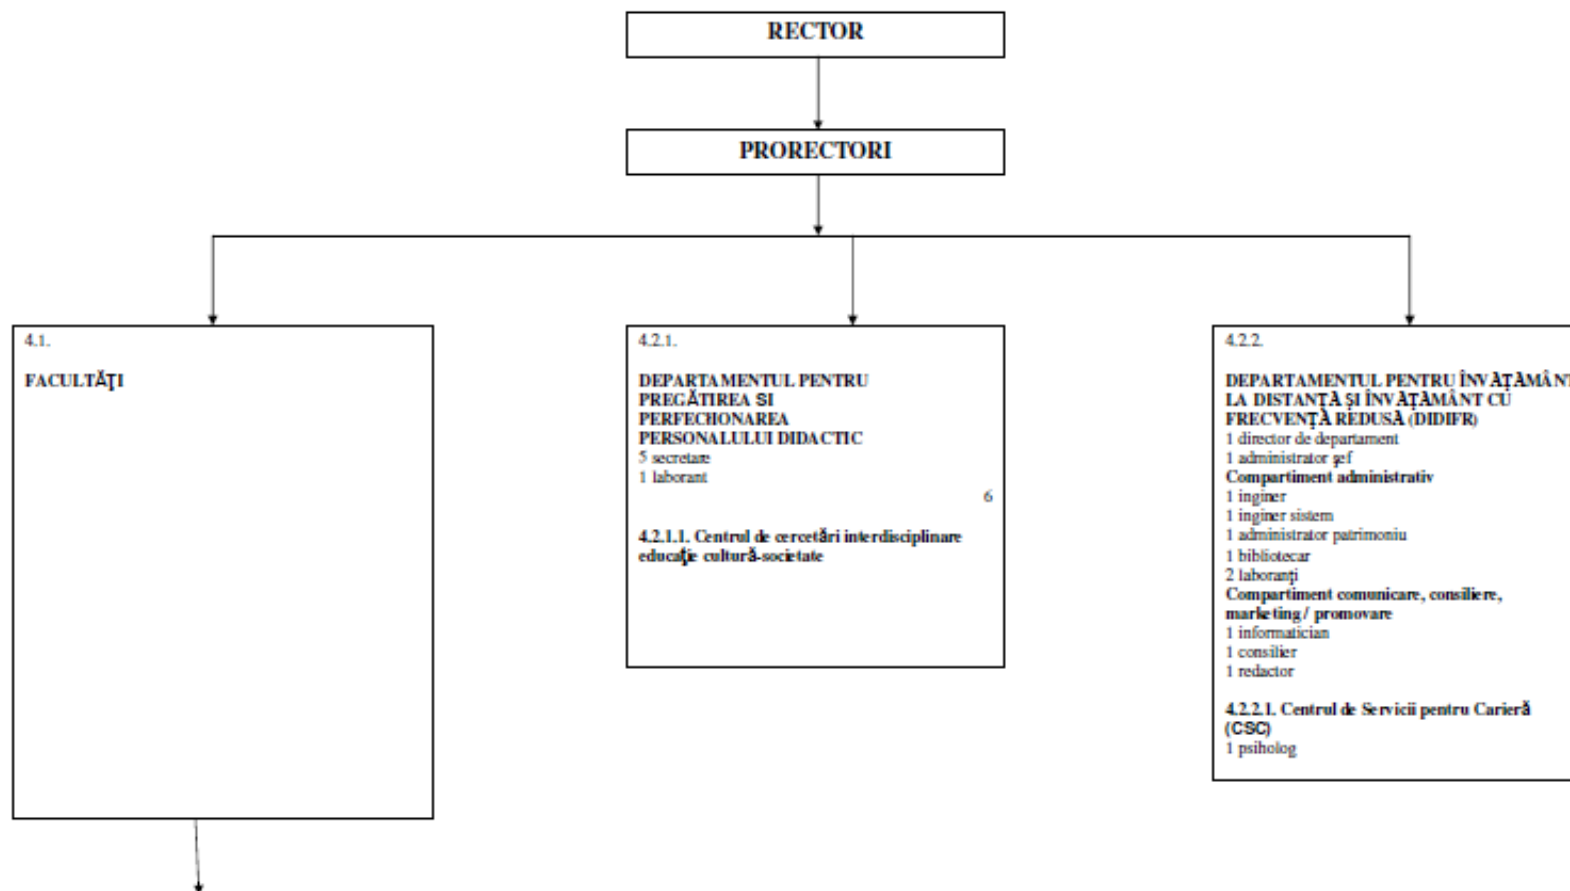 RECTOR
PRORECTORI
4.1.
FACULTĂŢI
4.2.1.
DEPARTAMENTUL PENTRU
PREGĂTIREA SI
PERFECŢIONAREA
PERSONALULUI DIDACTIC
5 secretare
1 laborant
6
4.2.1.1. Centrul de cercetări interdisciplinare
educaţie cultură-societate
4.2.2.
DEPARTAMENTUL PENTRU ÎNVĂŢĂMÂNT
LA DISTANŢĂ ŞI ÎNVĂŢĂMÂNT CU
FRECVENŢĂ REDUSĂ (DIDIFR)
1 director de departament
1 administrator şef
Compartiment administrativ
1 inginer
1 inginer sistem
1 administrator patrimoniu
1 bibliotecar
2 laboranţi
Compartiment comunicare, consiliere,
marketing / promovare
1 informatician
1 consilier
1 redactor
4.2.2.1. Centrul de Servicii pentru Carieră
(CSC)
1 psiholog